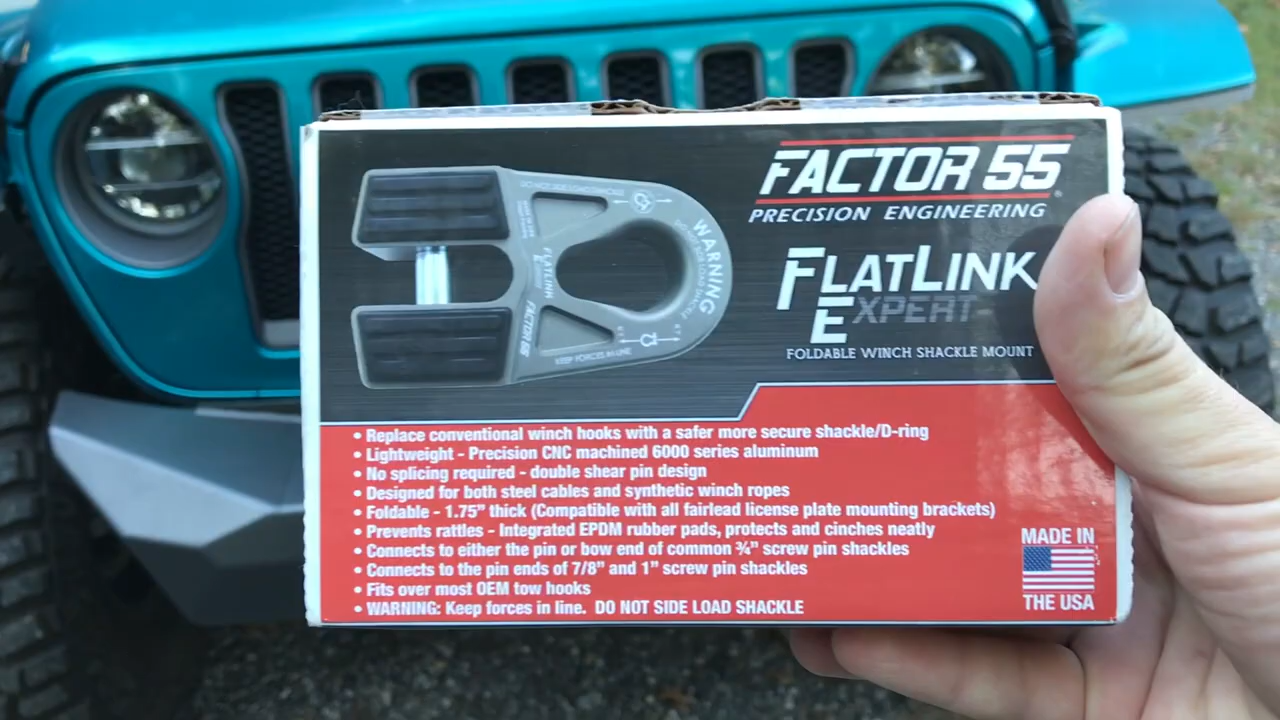 FACTOR 55
PRECISION ENGINEERING
FLATLINK
EXPERT
FOLDABLE WINCH SHACKLE MOUNT
WARNING
FLATLINK
FACTOR 55
KEEP FORCES IN LINE
• Replace conventional winch hooks with a safer more secure shackle/D-ring
• Lightweight - Precision CNC machined 6000 series aluminum
• No splicing required - double shear pin design
• Designed for both steel cables and synthetic winch ropes
• Foldable - 1.75” thick (Compatible with all fairlead license plate mounting brackets)
• Prevents rattles - Integrated EPDM rubber pads, protects and cinches neatly
• Connects to either the pin or bow end of common ¾” screw pin shackles
• Connects to the pin ends of 7/8” and 1” screw pin shackles
• Fits over most OEM tow hooks
• WARNING: Keep forces in line. DO NOT SIDE LOAD SHACKLE
MADE IN
THE USA